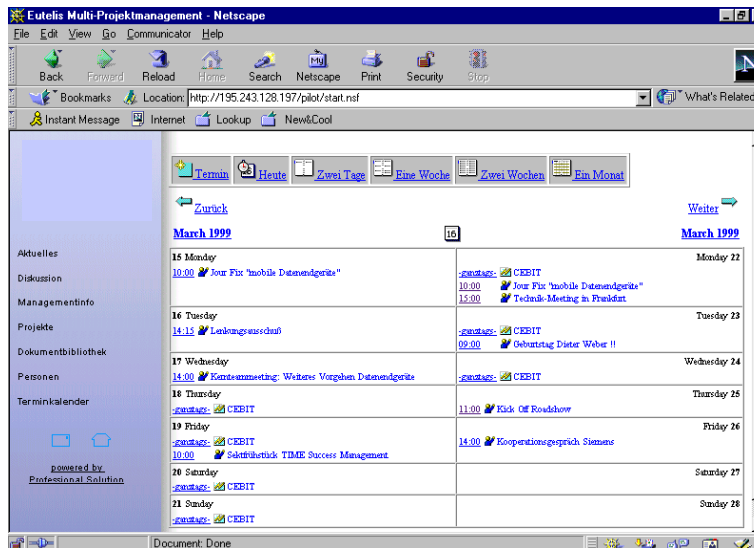 Eutelis Multi-Projektmanagement - Netscape
File Edit View Go Communicator Help
Back Forward Reload Home Search Netscape Print Security Stop
Bookmarks Location: http://195.243.128.197/pilot/start.nsf What's Related
Instant Message Internet Lookup New&Cool
Termin Heute Zwei Tage Eine Woche Zwei Wochen Ein Monat
Zurück Weiter
March 1999 16 March 1999
Aktuelles
Diskussion
Managementinfo
Projekte
Dokumentbibliothek
Personen
Terminkalender
powered by
Professional Solution
15 Monday
10:00 Jour Fix "mobile Datenendgeräte"
Monday 22
-ganztags- CEBIT
10:00 Jour Fix "mobile Datenendgeräte"
15:00 Technik-Meeting in Frankfurt
16 Tuesday
14:15 Lenkungsausschuß
Tuesday 23
-ganztags- CEBIT
09:00 Geburtstag Dieter Weber !!
17 Wednesday
14:00 Kernteammeeting: Weiteres Vorgehen Datenendgeräte
Wednesday 24
-ganztags- CEBIT
18 Thursday
-ganztags- CEBIT
Thursday 25
11:00 Kick Off Roadshow
19 Friday
-ganztags- CEBIT
10:00 Sektfrühstück TIME Success Management
Friday 26
14:00 Kooperationsgespräch Siemens
20 Saturday
-ganztags- CEBIT
Saturday 27
21 Sunday
-ganztags- CEBIT
Sunday 28
Document: Done